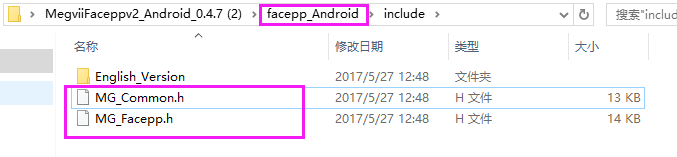 MegviiFaceppv2_Android_0.4.7 (2) > facepp_Android > include
搜索"includ
名称 修改日期 类型 大小
English_Version 2017/5/27 12:48 文件夹
MG_Common.h 2017/5/27 12:48 H 文件 13 KB
MG_Facepp.h 2017/5/27 12:48 H 文件 14 KB